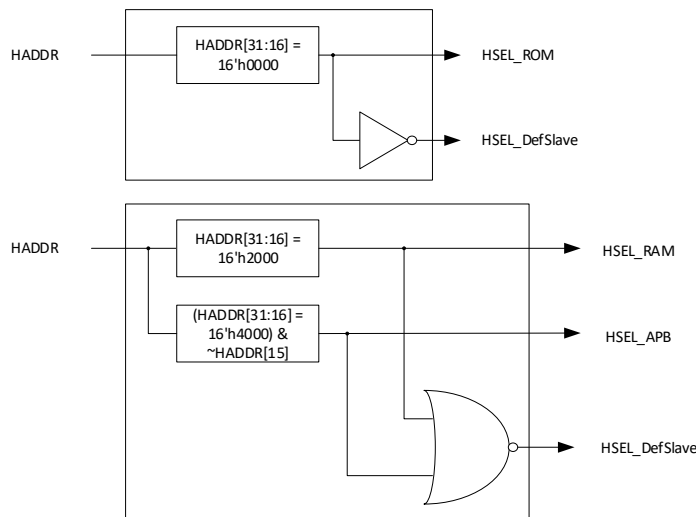 HADDR
HADDR[31:16] =
16'h0000
HSEL_ROM
HSEL_DefSlave
HADDR
HADDR[31:16] =
16'h2000
HSEL_RAM
(HADDR[31:16] =
16'h4000) &
~HADDR[15]
HSEL_APB
HSEL_DefSlave